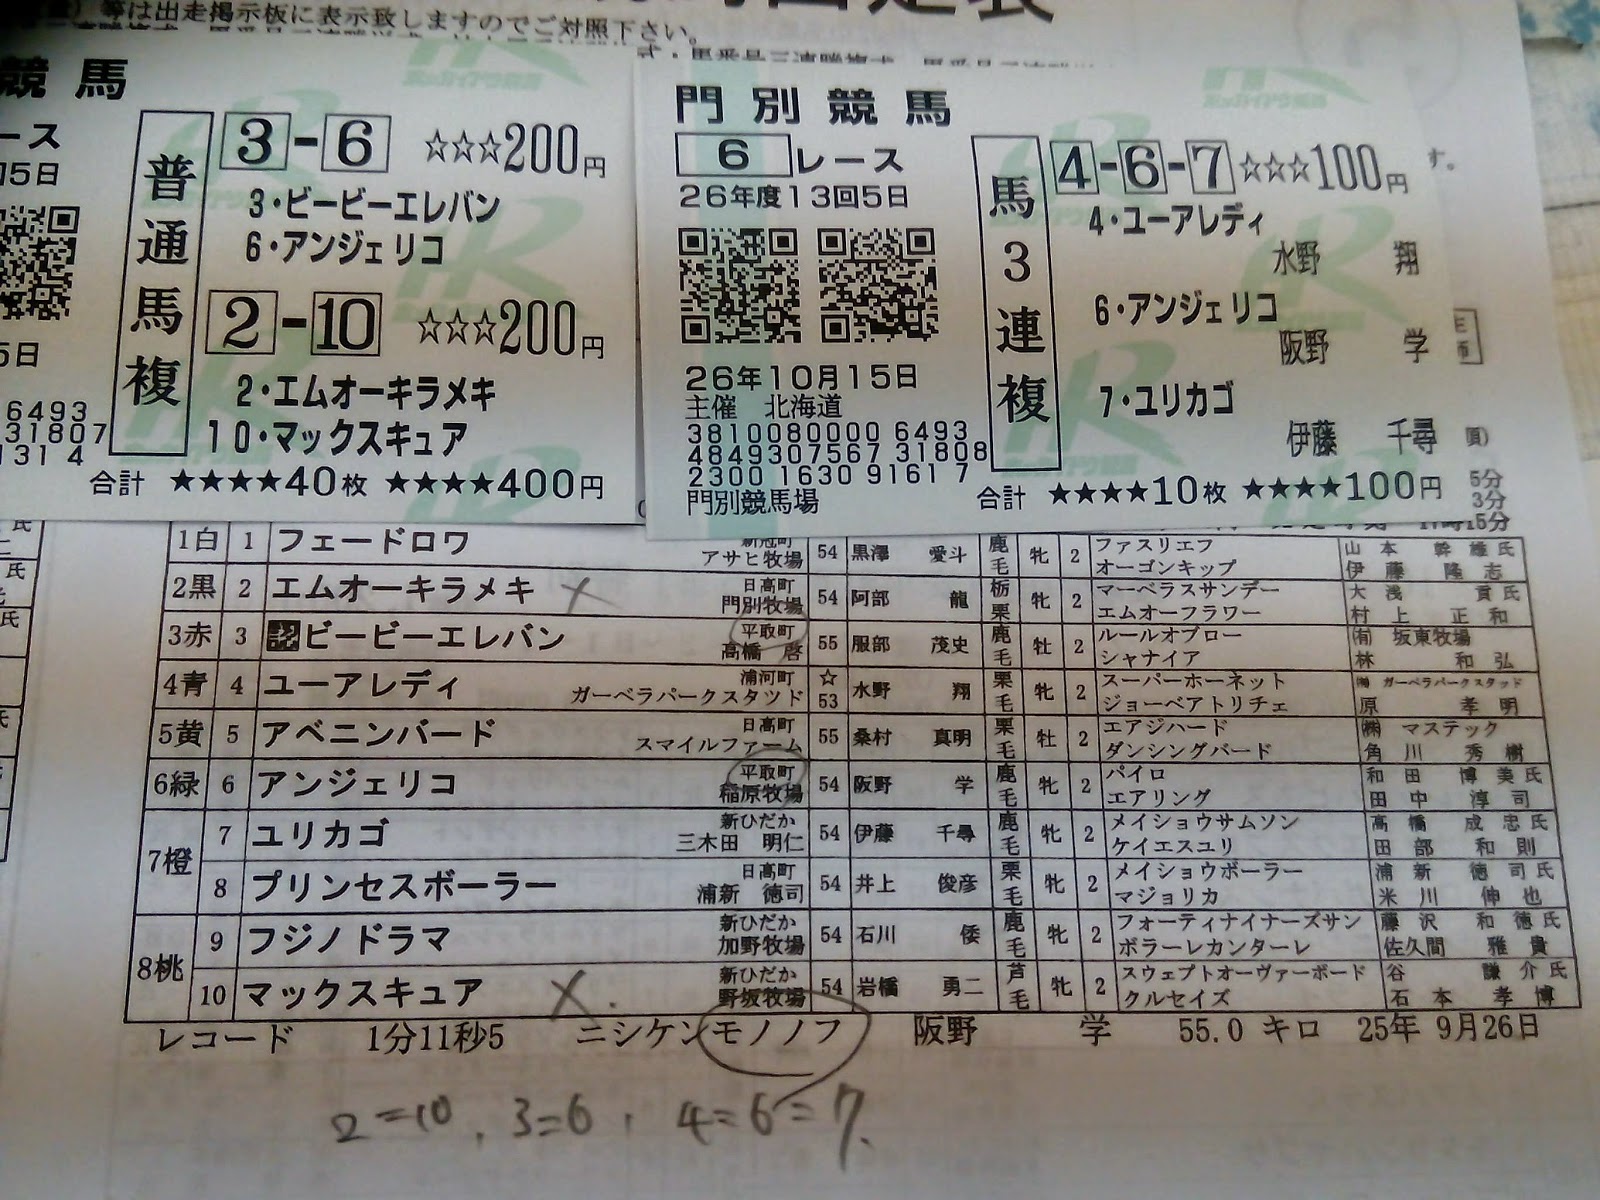 等は出走掲示板に表示致しますのでご対照下さい。
競馬
レース
5日
5日
6493
31807
131 4
普通馬複
3-6 ☆☆☆200円
3・ビービーエレバン
6・アンジェリコ
2-10 ☆☆☆200円
2・エムオーキラメキ
10・マックスキュア
合計 ★★★★40枚 ★★★★400円
門別競馬
6レース
26年度13回5日
26年10月15日
主催 北海道
3810080000 6493
4849307567 31808
2300 1630 9161 7
門別競馬場
馬3連複
4-6-7 ☆☆☆100円
4・ユーアレディ
水野 翔
6・アンジェリコ
阪野 学
7・ユリカゴ
伊藤 千尋
合計 ★★★★10枚 ★★★★100円
す。
5分
3分
15分
1白 1 フェードロワ 新冠町 アサヒ牧場 54 黒澤 愛斗 鹿毛 牝 2 ファスリエフ オーゴンキップ 山本 幹雄氏 伊藤 隆志
2黒 2 エムオーキラメキ × 日高町 門別牧場 54 阿部 龍 栃栗 牝 2 マーベラスサンデー エムオーフラワー 大浅 貢氏 村上 正和
3赤 3 認 ビービーエレバン 平取町 高橋 啓 55 服部 茂史 鹿毛 牡 2 ルールオブロー シャナイア ㈲ 坂東牧場 林 和弘
4青 4 ユーアレディ 浦河町 ガーベラパークスタツド ☆ 53 水野 翔 栗毛 牝 2 スーパーホーネット ジョーベアトリチェ ㈱ ガーベラパークスタッド 原 孝明
5黄 5 アベニンバード 日高町 スマイルファーム 55 桑村 真明 栗毛 牡 2 エアジハード ダンシングバード ㈱ マステック 角川 秀樹
6緑 6 アンジェリコ 平取町 稲原牧場 54 阪野 学 鹿毛 牝 2 パイロ エアリング 和田 博美氏 田中 淳司
7橙 7 ユリカゴ 新ひだか 三木田 明仁 54 伊藤 千尋 鹿毛 牝 2 メイショウサムソン ケイエスユリ 高橋 成忠氏 田部 和則
8 プリンセスボーラー 日高町 浦新 徳司 54 井上 俊彦 栗毛 牝 2 メイショウボーラー マジョリカ 浦新 徳司氏 米川 伸也
8桃 9 フジノドラマ 新ひだか 加野牧場 54 石川 倭 鹿毛 牝 2 フォーティナイナーズサン ボラーレカンターレ 藤沢 和徳氏 佐久間 雅貴
10 マックスキュア × 新ひだか 野坂牧場 54 岩橋 勇二 芦毛 牝 2 スウェプトオーヴァーボード クルセイズ 谷 謙介氏 石本 孝博
レコード 1分11秒5 ニシケンモノノフ 阪野 学 55.0 キロ 25年 9月26日
2=10, 3=6, 4=6=7.